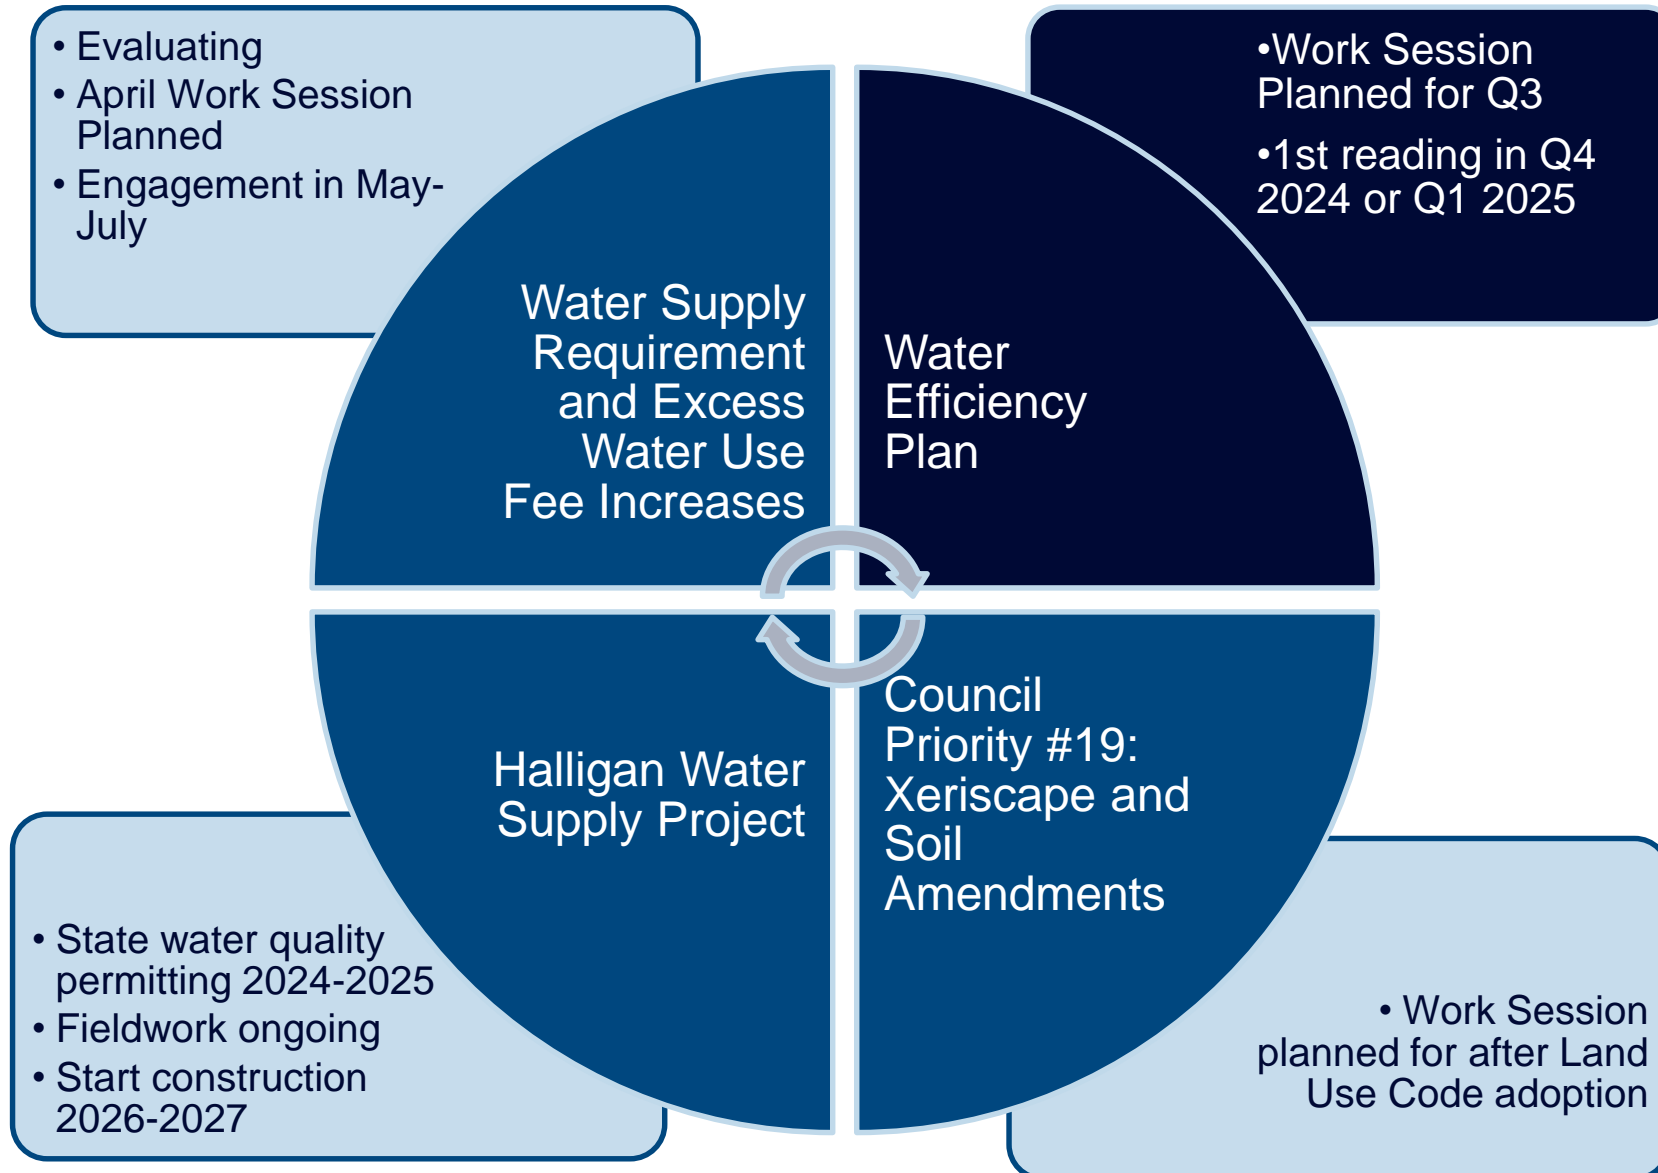 • Evaluating
• April Work Session
Planned
• Engagement in May-
July
•Work Session
Planned for Q3
•1st reading in Q4
2024 or Q1 2025
Water Supply
Requirement
and Excess
Water Use
Fee Increases
Water
Efficiency
Plan
Halligan Water
Supply Project
Council
Priority #19:
Xeriscape and
Soil
Amendments
• State water quality
permitting 2024-2025
• Fieldwork ongoing
• Start construction
2026-2027
• Work Session
planned for after Land
Use Code adoption